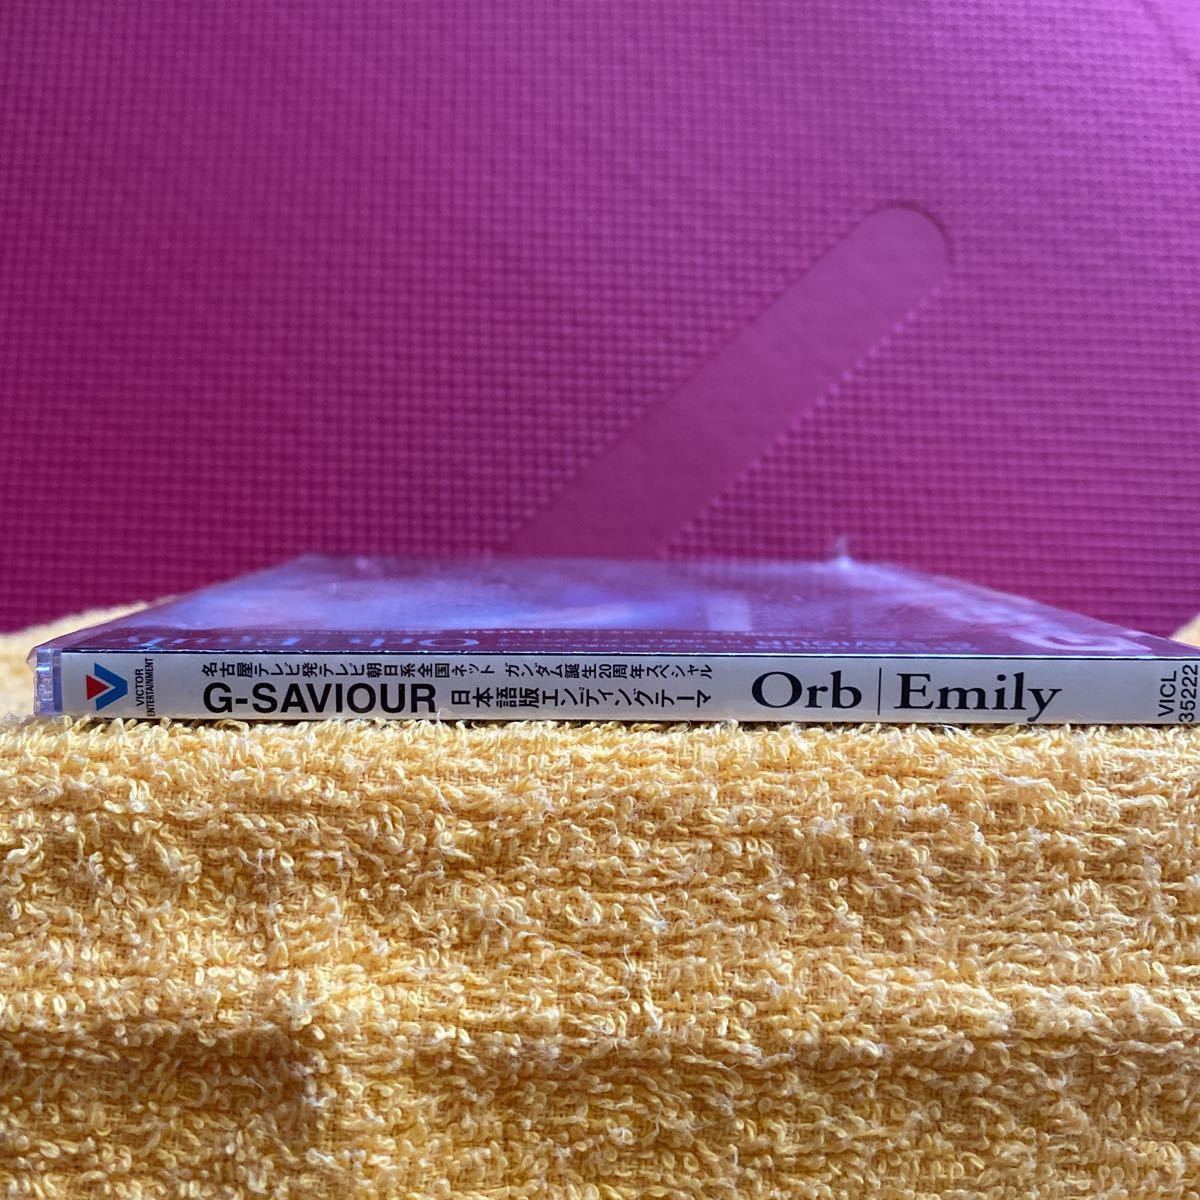 VICTOR
ENTERTAINMENT
名古屋テレビ発テレビ朝日系全国ネット ガンダム誕生20周年スペシャル
G-SAVIOUR 日本語版エンディングテーマ
Orb | Emily
VICL
35222